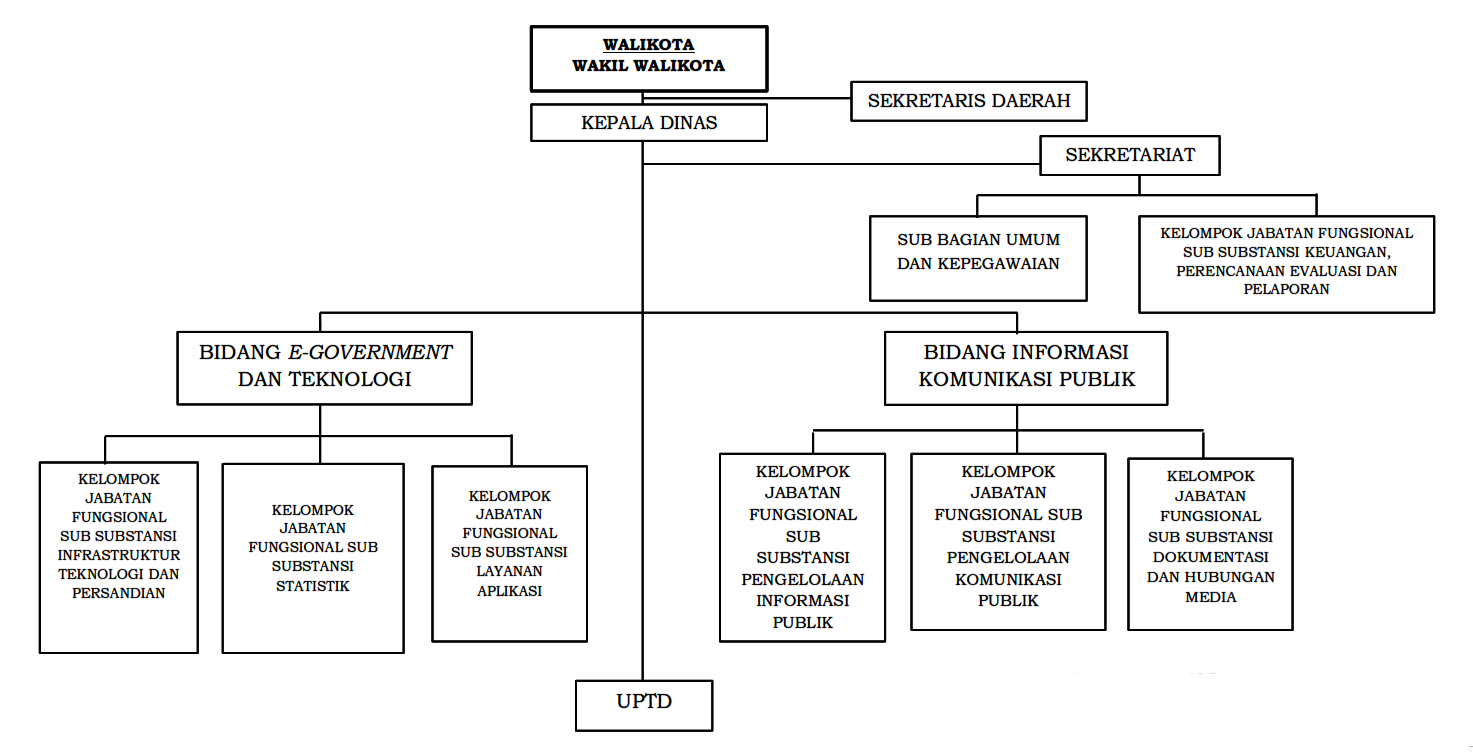 WALIKOTA
WAKIL WALIKOTA
SEKRETARIS DAERAH
KEPALA DINAS
SEKRETARIAT
SUB BAGIAN UMUM
DAN KEPEGAWAIAN
KELOMPOK JABATAN FUNGSIONAL
SUB SUBSTANSI KEUANGAN,
PERENCANAAN EVALUASI DAN
PELAPORAN
BIDANG E-GOVERNMENT
DAN TEKNOLOGI
BIDANG INFORMASI
KOMUNIKASI PUBLIK
KELOMPOK
JABATAN
FUNGSIONAL
SUB SUBSTANSI
INFRASTRUKTUR
TEKNOLOGI DAN
PERSANDIAN
KELOMPOK
JABATAN
FUNGSIONAL SUB
SUBSTANSI
STATISTIK
KELOMPOK
JABATAN
FUNGSIONAL
SUB SUBSTANSI
LAYANAN
APLIKASI
KELOMPOK
JABATAN
FUNGSIONAL
SUB
SUBSTANSI
PENGELOLAAN
INFORMASI
PUBLIK
KELOMPOK
JABATAN
FUNGSIONAL SUB
SUBSTANSI
PENGELOLAAN
KOMUNIKASI
PUBLIK
KELOMPOK
JABATAN
FUNGSIONAL
SUB SUBSTANSI
DOKUMENTASI
DAN HUBUNGAN
MEDIA
UPTD